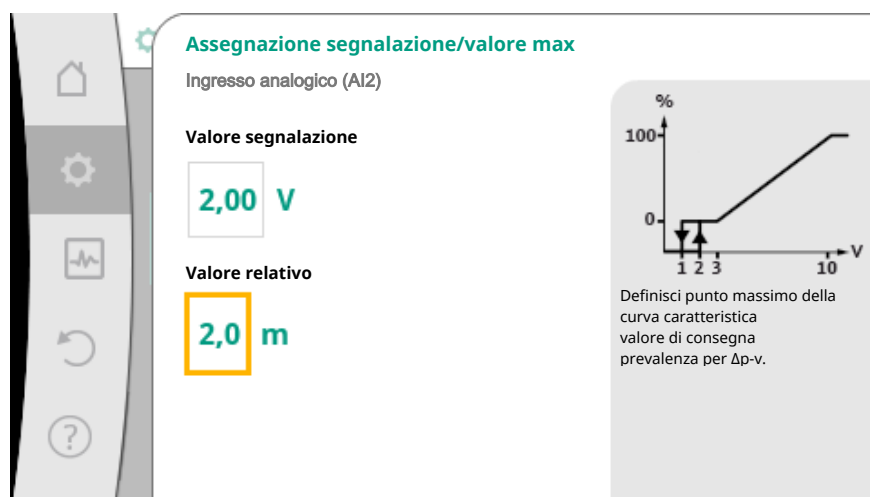 Assegnazione segnalazione/valore max
Ingresso analogico (AI2)
Valore segnalazione
2,00 V
Valore relativo
2,0 m
%
100
0
1 2 3 10 V
Definisci punto massimo della
curva caratteristica
valore di consegna
prevalenza per Δp-v.
?